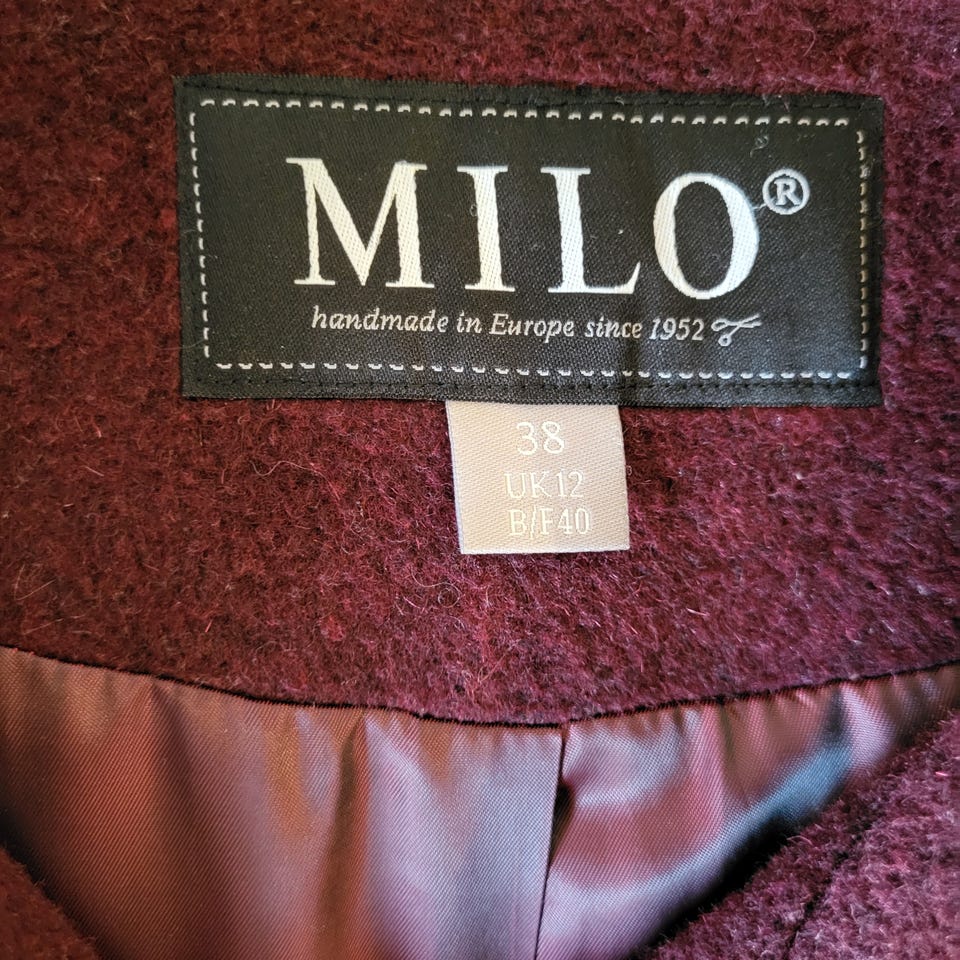 MILO®
handmade in Europe since 1952
38
UK12
B/F40